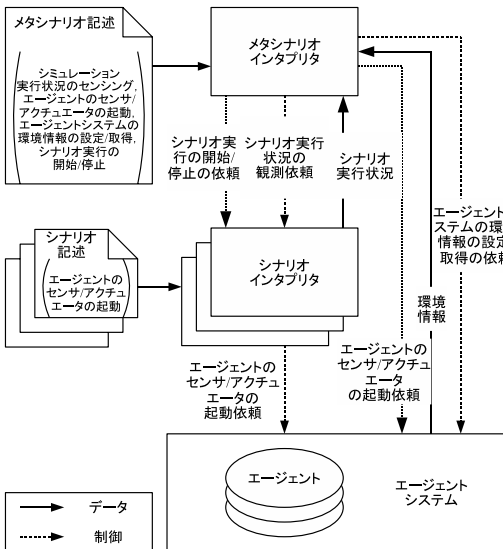 メタシナリオ記述
シミュレーション
実行状況のセンシング,
エージェントのセンサ/
アクチュエータの起動,
エージェントシステムの
環境情報の設定/取得,
シナリオ実行の
開始/停止
メタシナリオ
インタプリタ
シナリオ実
行の開始/
停止の依頼
シナリオ実行
状況の
観測依頼
シナリオ
実行状況
エージェント
ステムの環
情報の設定
取得の依頼
シナリオ
記述
エージェントの
センサ/アクチュ
エータの起動
シナリオ
インタプリタ
環境
情報
エージェントの
センサ/アクチュ
エータの
起動依頼
エージェントの
センサ/アクチュ
エータ
の起動依頼
エージェント
エージェント
システム
データ
制御